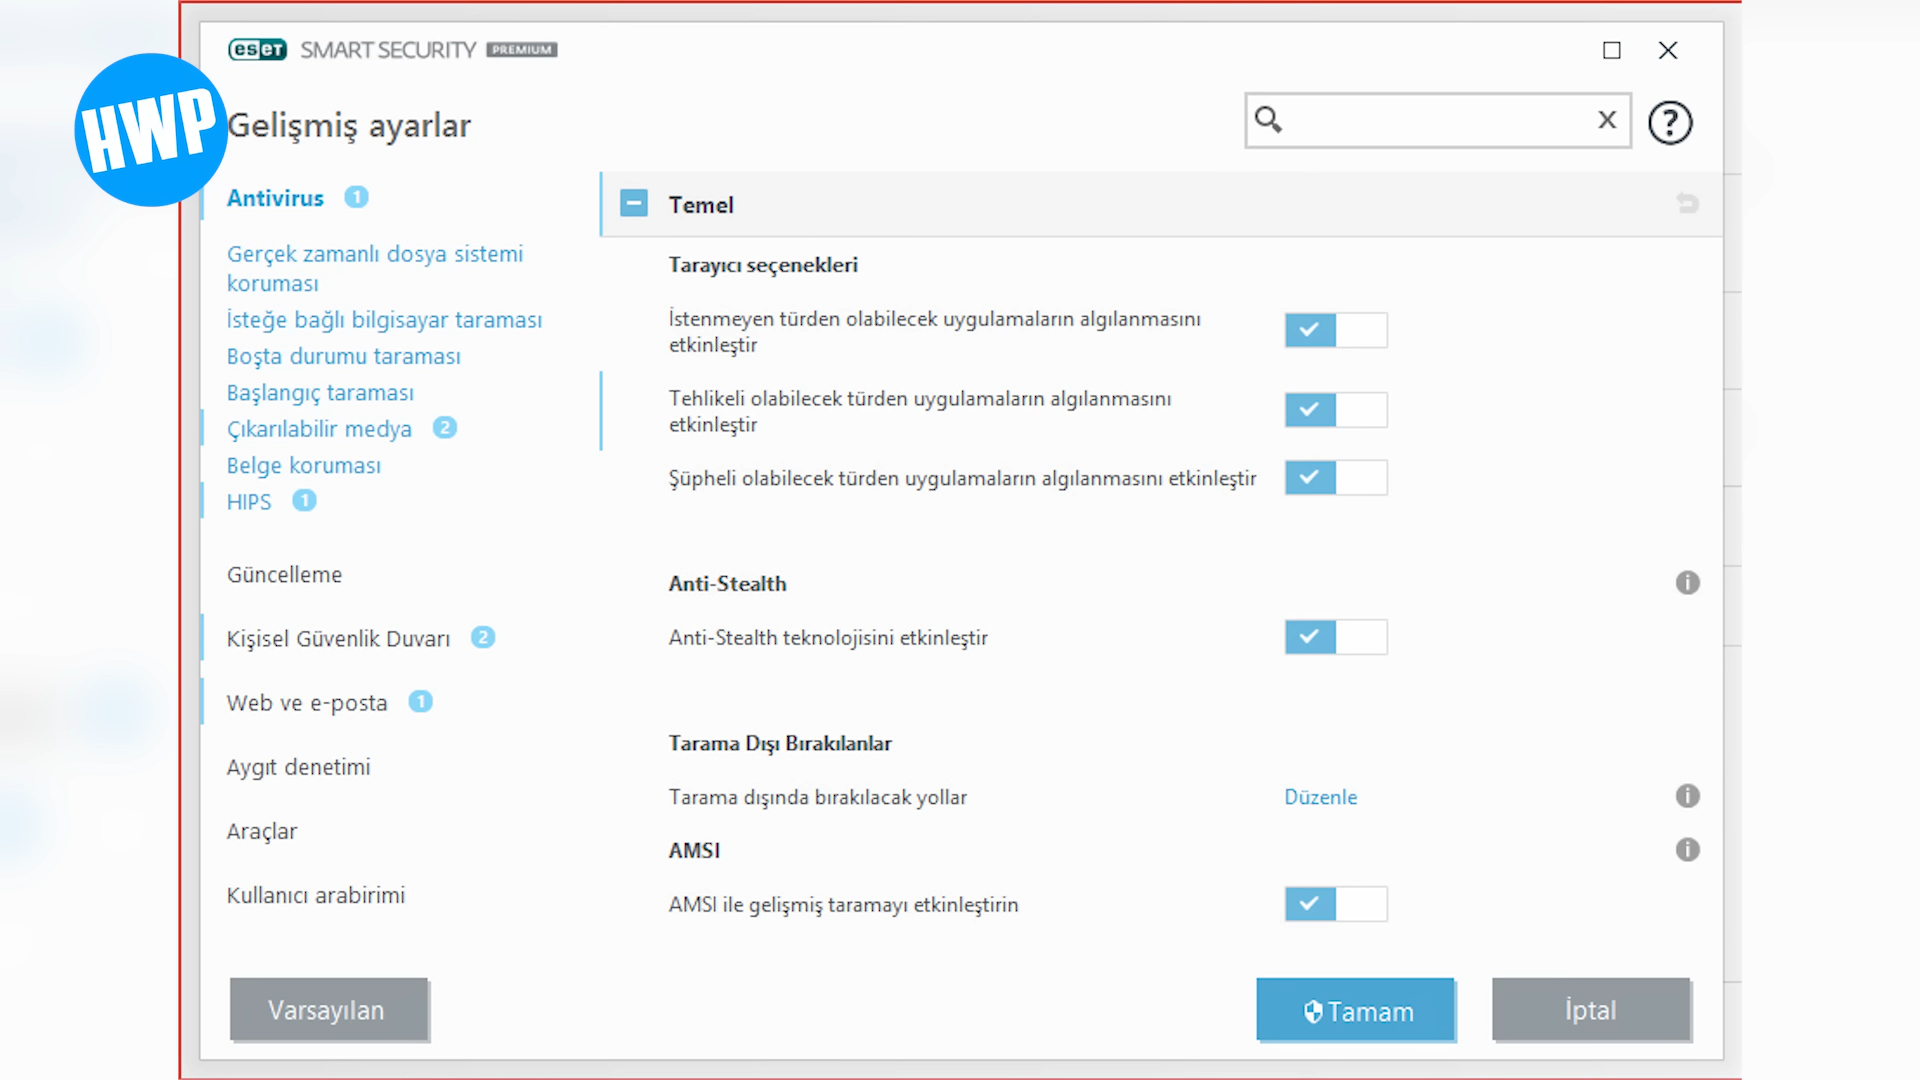 eset SMART SECURITY PREMIUM
HWP
Gelişmiş ayarlar
Antivirus 1
Gerçek zamanlı dosya sistemi
koruması
İsteğe bağlı bilgisayar taraması
Boşta durumu taraması
Başlangıç taraması
Çıkarılabilir medya 2
Belge koruması
HIPS 1
Güncelleme
Kişisel Güvenlik Duvarı 2
Web ve e-posta 1
Aygıt denetimi
Araçlar
Kullanıcı arabirimi
Temel
Tarayıcı seçenekleri
İstenmeyen türden olabilecek uygulamaların algılanmasını
etkinleştir
Tehlikeli olabilecek türden uygulamaların algılanmasını
etkinleştir
Şüpheli olabilecek türden uygulamaların algılanmasını etkinleştir
Anti-Stealth
Anti-Stealth teknolojisini etkinleştir
Tarama Dışı Bırakılanlar
Tarama dışında bırakılacak yollar Düzenle
AMSI
AMSI ile gelişmiş taramayı etkinleştirin
Varsayılan
Tamam
İptal